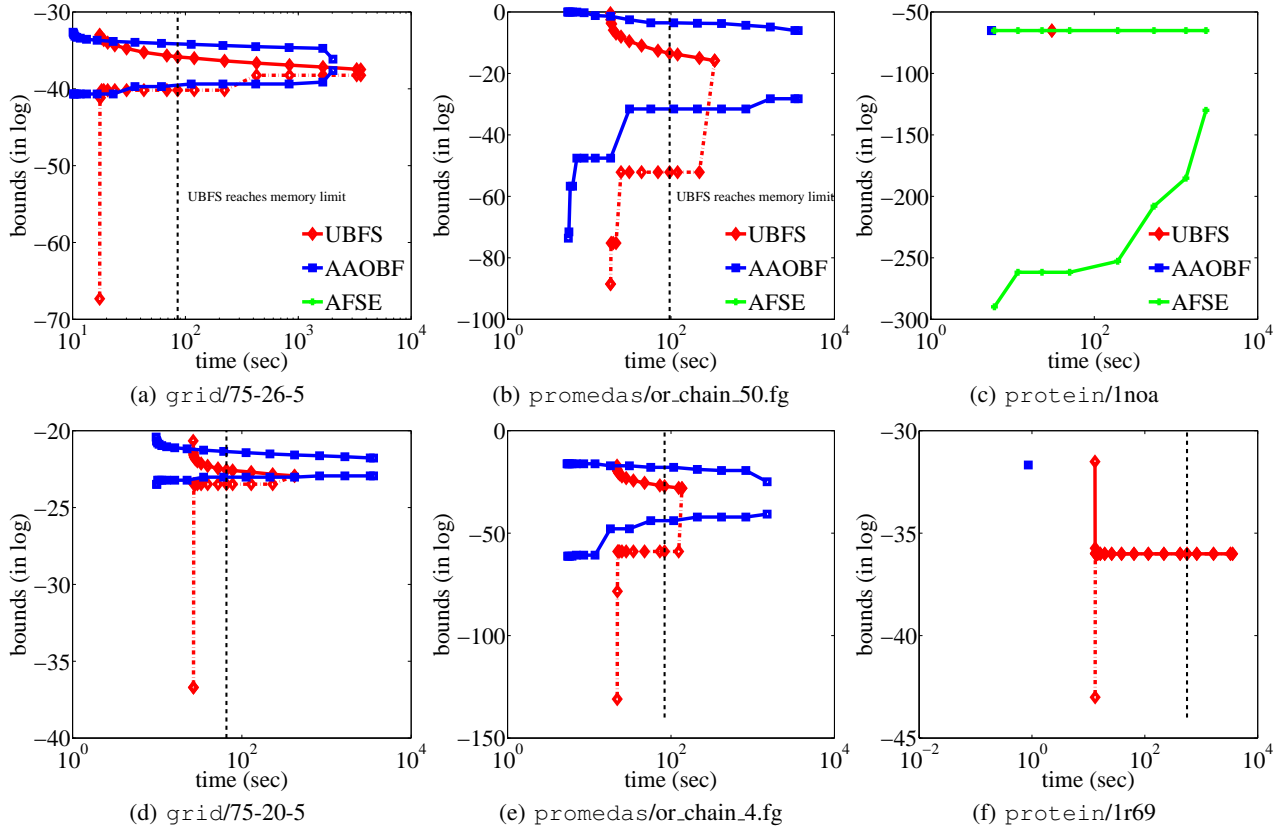 −30
−40
−50
−60
−70
bounds (in log)
10^1
10^2
10^3
10^4
time (sec)
UBFS reaches memory limit
UBFS
AAOBF
AFSE
(a) grid/75-26-5
0
−20
−40
−60
−80
−100
bounds (in log)
10^0
10^2
10^4
time (sec)
UBFS reaches memory limit
UBFS
AAOBF
AFSE
(b) promedas/or_chain_50.fg
−50
−100
−150
−200
−250
−300
bounds (in log)
10^0
10^2
10^4
time (sec)
UBFS
AAOBF
AFSE
(c) protein/1noa
−20
−25
−30
−35
−40
bounds (in log)
10^0
10^2
10^4
time (sec)
(d) grid/75-20-5
0
−50
−100
−150
bounds (in log)
10^0
10^2
10^4
time (sec)
(e) promedas/or_chain_4.fg
−30
−35
−40
−45
bounds (in log)
10^−2
10^0
10^2
10^4
time (sec)
(f) protein/1r69